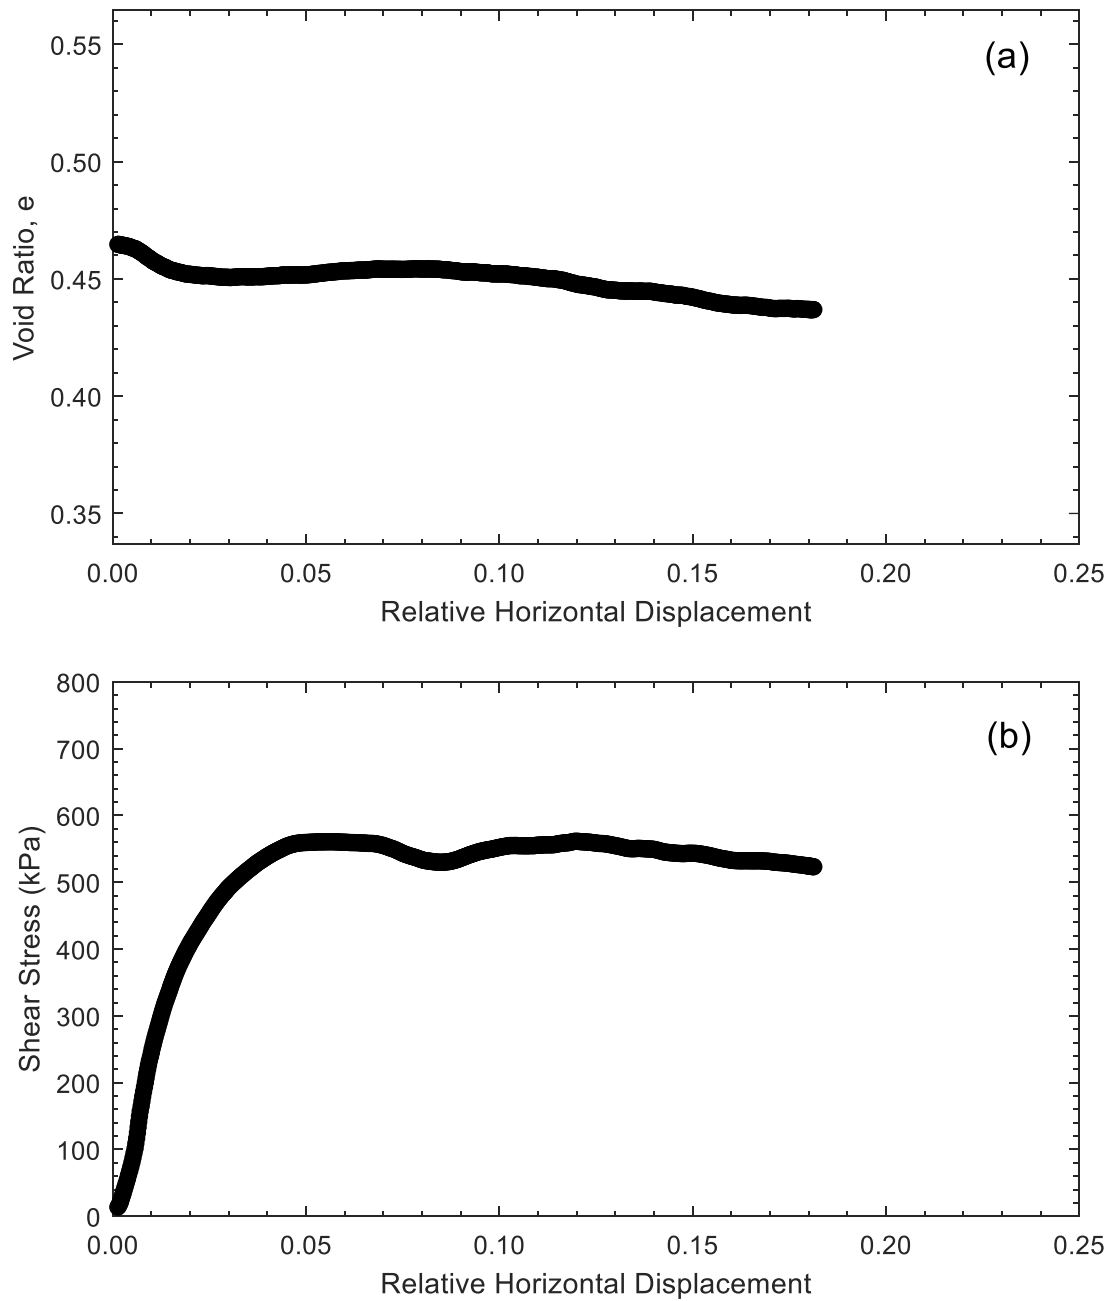 (a)
0.55
0.50
0.45
0.40
0.35
Void Ratio, e
0.00 0.05 0.10 0.15 0.20 0.25
Relative Horizontal Displacement
(b)
800
700
600
500
400
300
200
100
0
Shear Stress (kPa)
0.00 0.05 0.10 0.15 0.20 0.25
Relative Horizontal Displacement